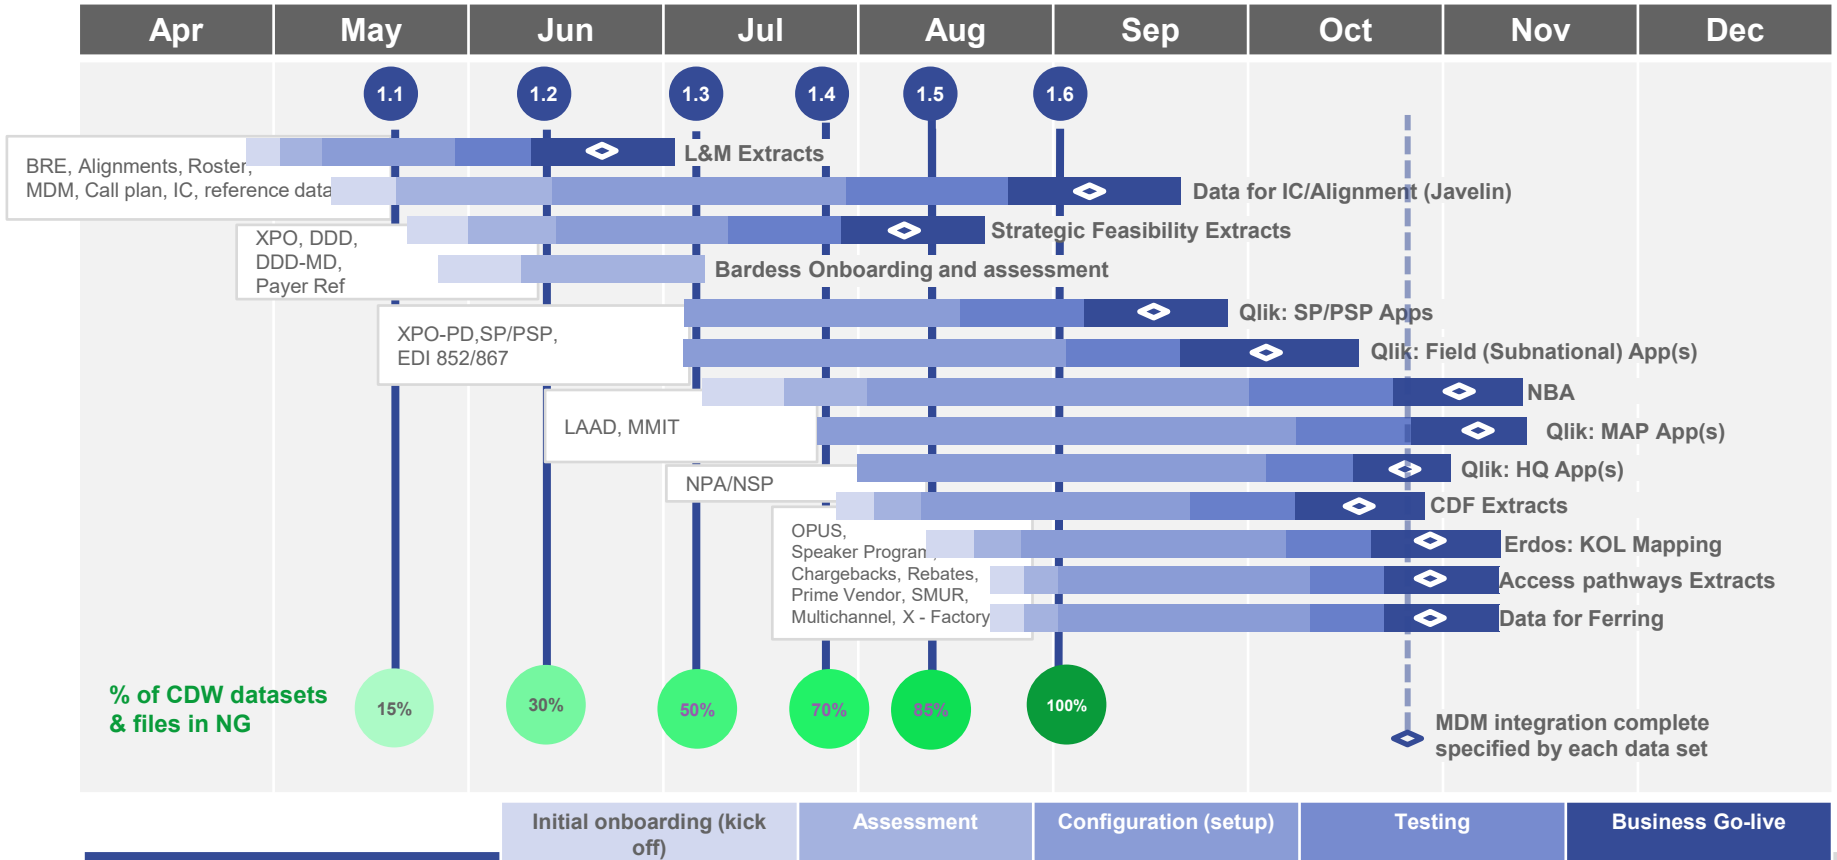 Apr May Jun Jul Aug Sep Oct Nov Dec
1.1 1.2 1.3 1.4 1.5 1.6
BRE, Alignments, Roster,
MDM, Call plan, IC, reference data
L&M Extracts
Data for IC/Alignment (Javelin)
XPO, DDD,
DDD-MD,
Payer Ref
Strategic Feasibility Extracts
Bardess Onboarding and assessment
XPO-PD,SP/PSP,
EDI 852/867
Qlik: SP/PSP Apps
Qlik: Field (Subnational) App(s)
NBA
LAAD, MMIT
Qlik: MAP App(s)
NPA/NSP
Qlik: HQ App(s)
CDF Extracts
OPUS,
Speaker Program,
Chargebacks, Rebates,
Prime Vendor, SMUR,
Multichannel, X - Factory
Erdos: KOL Mapping
Access pathways Extracts
Data for Ferring
% of CDW datasets
& files in NG
15% 30% 50% 70% 85% 100%
MDM integration complete
specified by each data set
Initial onboarding (kick
off)
Assessment
Configuration (setup)
Testing
Business Go-live